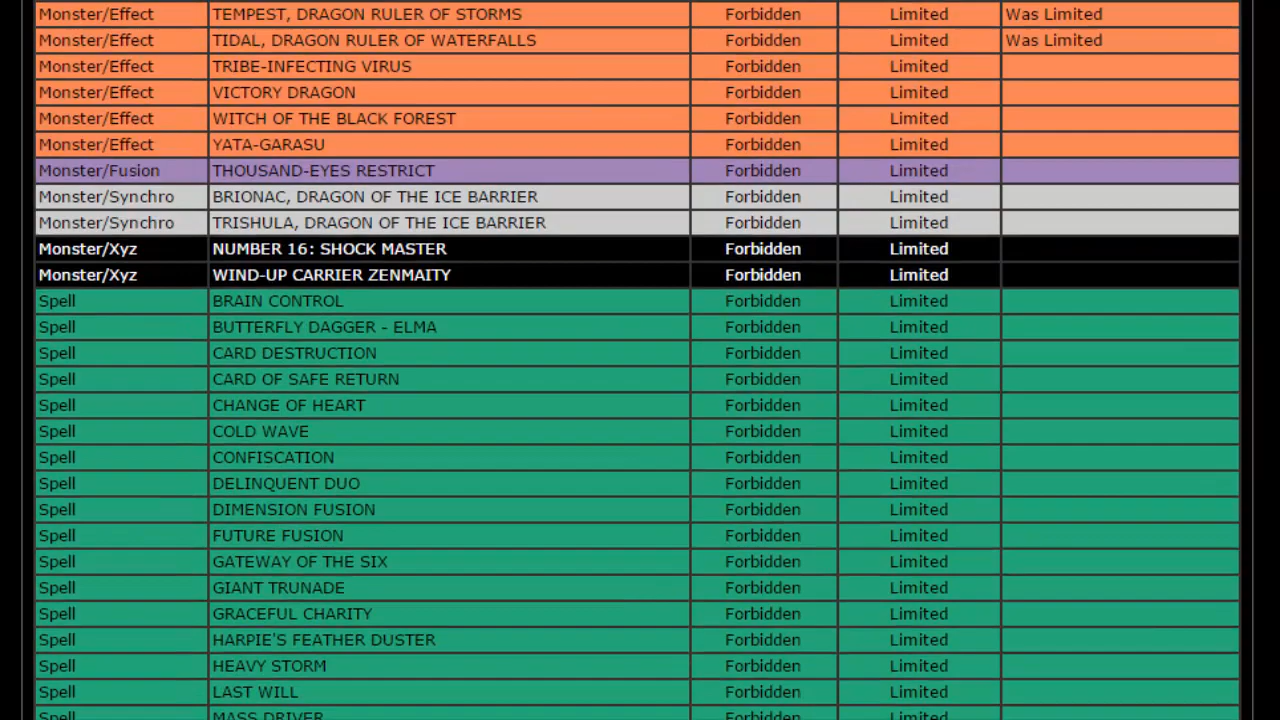 Monster/Effect TEMPEST, DRAGON RULER OF STORMS Forbidden Limited Was Limited
Monster/Effect TIDAL, DRAGON RULER OF WATERFALLS Forbidden Limited Was Limited
Monster/Effect TRIBE-INFECTING VIRUS Forbidden Limited
Monster/Effect VICTORY DRAGON Forbidden Limited
Monster/Effect WITCH OF THE BLACK FOREST Forbidden Limited
Monster/Effect YATA-GARASU Forbidden Limited
Monster/Fusion THOUSAND-EYES RESTRICT Forbidden Limited
Monster/Synchro BRIONAC, DRAGON OF THE ICE BARRIER Forbidden Limited
Monster/Synchro TRISHULA, DRAGON OF THE ICE BARRIER Forbidden Limited
Monster/Xyz NUMBER 16: SHOCK MASTER Forbidden Limited
Monster/Xyz WIND-UP CARRIER ZENMAITY Forbidden Limited
Spell BRAIN CONTROL Forbidden Limited
Spell BUTTERFLY DAGGER - ELMA Forbidden Limited
Spell CARD DESTRUCTION Forbidden Limited
Spell CARD OF SAFE RETURN Forbidden Limited
Spell CHANGE OF HEART Forbidden Limited
Spell COLD WAVE Forbidden Limited
Spell CONFISCATION Forbidden Limited
Spell DELINQUENT DUO Forbidden Limited
Spell DIMENSION FUSION Forbidden Limited
Spell FUTURE FUSION Forbidden Limited
Spell GATEWAY OF THE SIX Forbidden Limited
Spell GIANT TRUNADE Forbidden Limited
Spell GRACEFUL CHARITY Forbidden Limited
Spell HARPIE'S FEATHER DUSTER Forbidden Limited
Spell HEAVY STORM Forbidden Limited
Spell LAST WILL Forbidden Limited
Spell MASS DRIVER Forbidden Limited